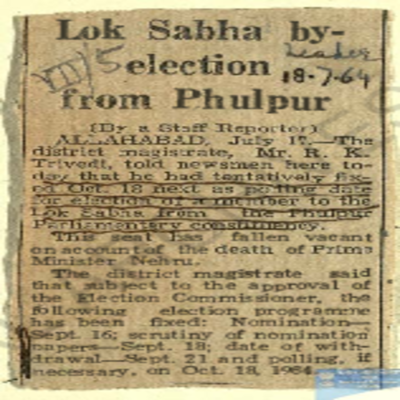 Lok Sabha by-
VII/5 election Leader
18-7-64
from Phulpur
(By a Staff Reporter)
ALLAHABAD, July 17.—The
district magistrate, Mr. R. K.
Trivedi, told newsmen here to-
day that he had tentatively fix-
ed Oct. 18 next as polling date
for election of a member to the
Lok Sabha from the Phulpur
Parliamentary constituency.
This seat has fallen vacant
on account of the death of Prime
Minister Nehru.
The district magistrate said
that subject to the approval of
the Election Commissioner, the
following election programme
has been fixed: Nomination—
Sept. 16; scrutiny of nomination
papers—Sept. 18; date of with-
drawal—Sept. 21 and polling, if
necessary, on Oct. 18, 1964.